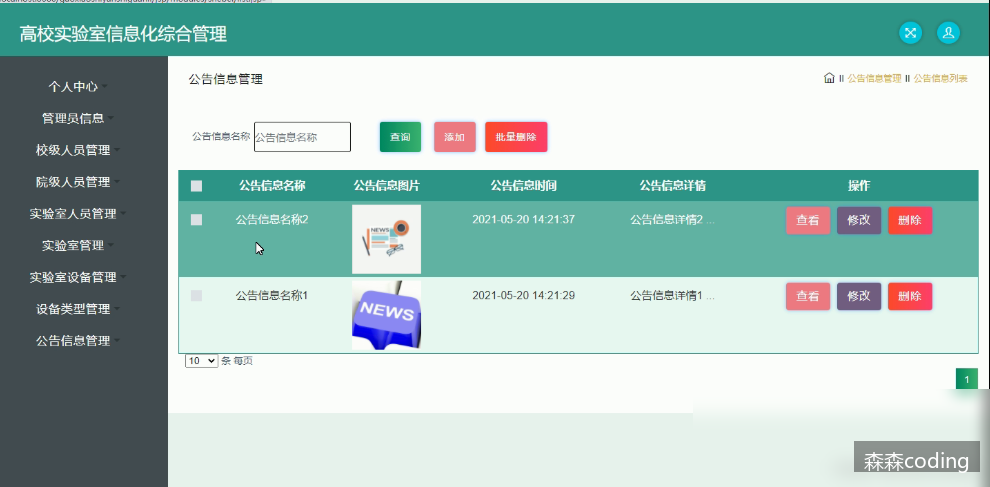 高校实验室信息化综合管理
个人中心
管理员信息
校级人员管理
院级人员管理
实验室人员管理
实验室管理
实验室设备管理
设备类型管理
公告信息管理
公告信息管理
公告信息管理 公告信息列表
公告信息名称 公告信息名称 查询 添加 批量删除
公告信息名称 公告信息图片 公告信息时间 公告信息详情 操作
公告信息名称2 NEWS 2021-05-20 14:21:37 公告信息详情2 ... 查看 修改 删除
公告信息名称1 NEWS 2021-05-20 14:21:29 公告信息详情1 ... 查看 修改 删除
10 条 每页
1
森森coding